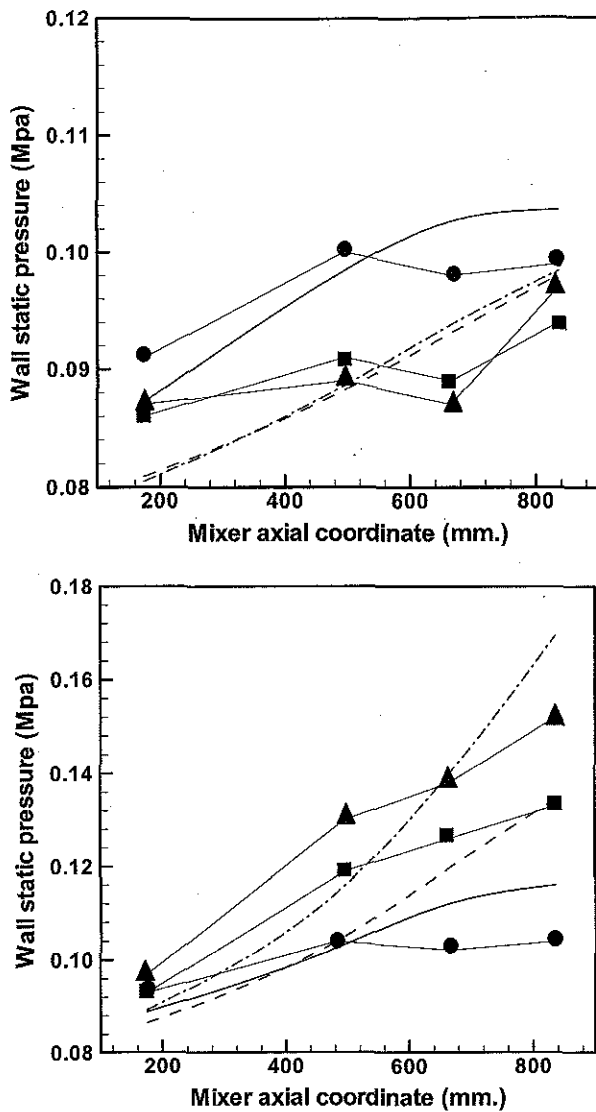 0.12
0.11
0.10
0.09
0.08
Wall static pressure (Mpa)
200 400 600 800
Mixer axial coordinate (mm.)
0.18
0.16
0.14
0.12
0.10
0.08
Wall static pressure (Mpa)
200 400 600 800
Mixer axial coordinate (mm.)